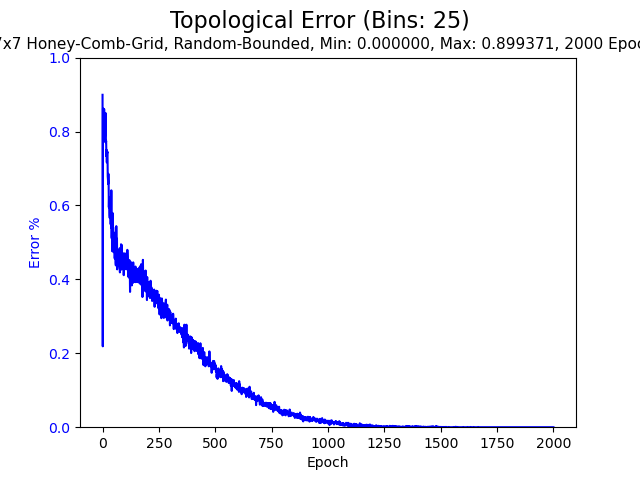 Topological Error (Bins: 25)
7x7 Honey-Comb-Grid, Random-Bounded, Min: 0.000000, Max: 0.899371, 2000 Epoc
1.0
0.8
0.6
0.4
0.2
0.0
Error %
0 250 500 750 1000 1250 1500 1750 2000
Epoch